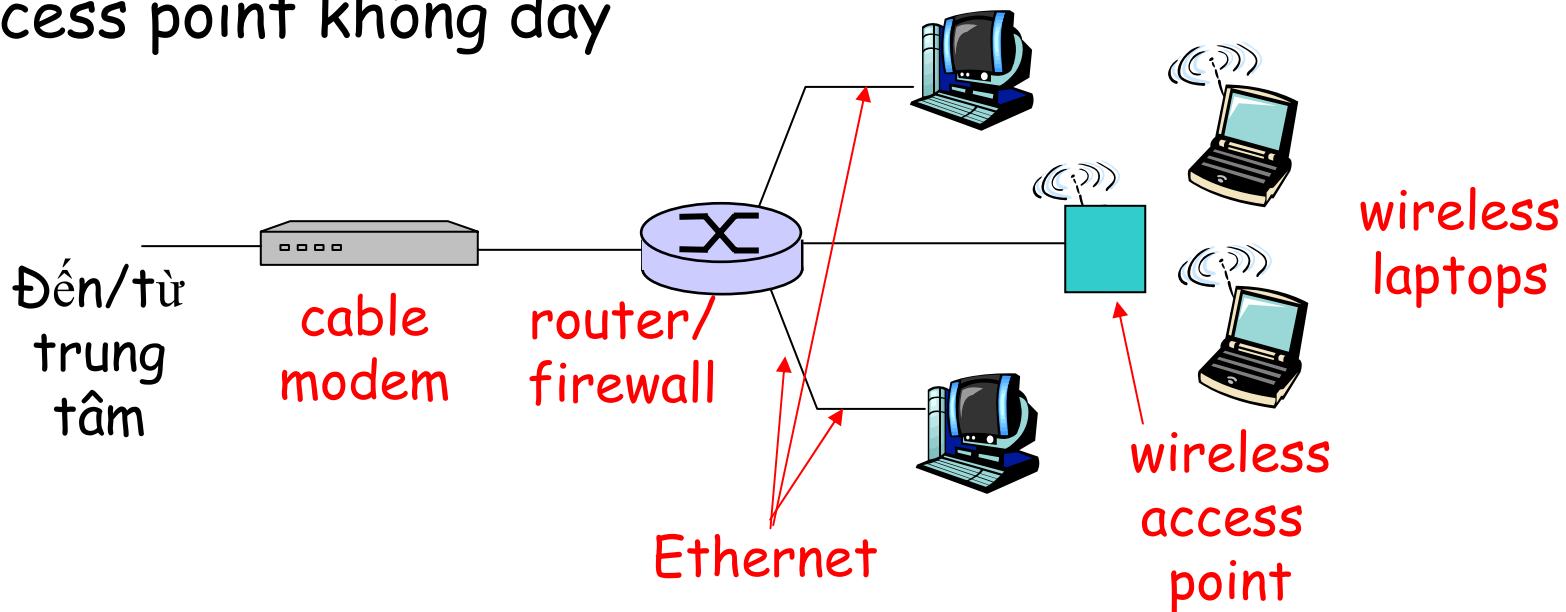 cess point không dây
Đến/từ
trung
tâm
cable
modem
router/
firewall
Ethernet
wireless
access
point
wireless
laptops